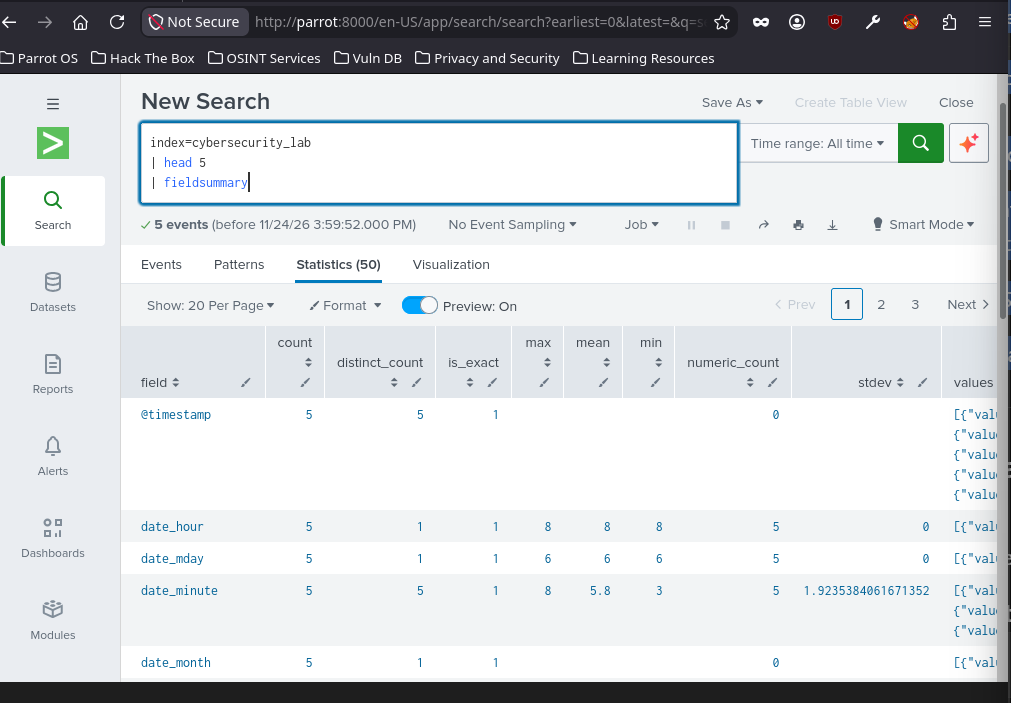 Not Secure
http://parrot:8000/en-US/app/search/search?earliest=0&latest=&q=s
Parrot OS Hack The Box OSINT Services Vuln DB Privacy and Security Learning Resources
New Search
Save As Create Table View Close
index=cybersecurity_lab
| head 5
| fieldsummary
Time range: All time
5 events (before 11/24/26 3:59:52.000 PM)
No Event Sampling
Job
Smart Mode
Search
Datasets
Reports
Alerts
Dashboards
Modules
Events Patterns Statistics (50) Visualization
Show: 20 Per Page Format Preview: On
Prev 1 2 3 Next
field count distinct_count is_exact max mean min numeric_count stdev values
@timestamp 5 5 1 0 [{"valu
{"value
{"valu
{"valu
{"valu
date_hour 5 1 1 8 8 8 5 0 [{"valu
date_mday 5 1 1 6 6 6 5 0 [{"valu
date_minute 5 5 1 8 5.8 3 5 1.9235384061671352 [{"valu
{"valu
{"valu
date_month 5 1 1 0 [{"valu